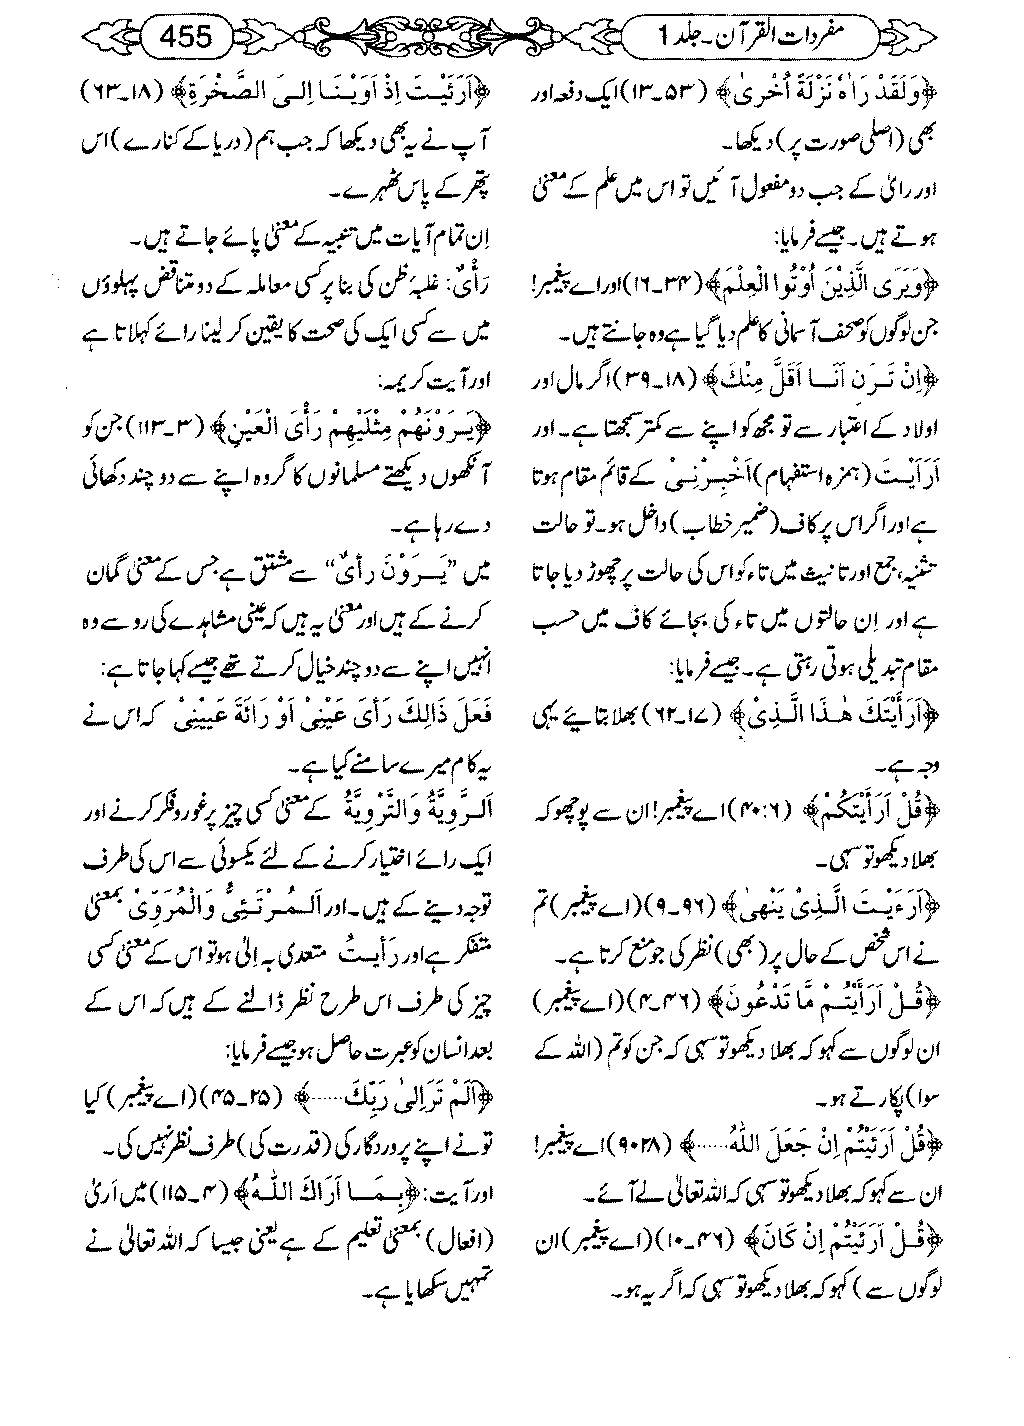 مفردات القرآن۔جلد 1
455
﴿وَلَقَدْ رَاٰهُ نَزْلَةً اُخْرىٰ﴾ (۵۳۔۱۳)ایک دفعہ اور
بھی (اصلی صورت پر) دیکھا۔
اور رائ کے جب دو مفعول آئیں تو اس میں علم کے معنیٰ
ہوتے ہیں۔ جیسے فرمایا:
﴿وَيَرَى الَّذِيْنَ اُوْتُوا الْعِلْمَ﴾ (۳۴۔۱۶)اور اے پیغمبر!
جن لوگوں کو صحف آسمانی کا علم دیا گیا ہے وہ جانتے ہیں۔
﴿اِنْ تَرَنِ اَنَا اَقَلَّ مِنْكَ﴾ (۱۸۔۳۹)اگر مال اور
اولاد کے اعتبار سے تو مجھ کو اپنے سے کمتر سمجھتا ہے۔ اور
اَرَاَيْتَ (ہمزہ استفہام) اَخْبِرْنِىْ کے قائم مقام ہوتا
ہے اور اگر اس پر کاف (ضمیر خطاب) داخل ہو۔ تو حالت
تثنیہ، جمع اور تانیث میں تاء کو اس کی حالت پر چھوڑ دیا جاتا
ہے اور ان حالتوں میں تاء کی بجائے کاف میں حسب
مقام تبدیلی ہوتی رہتی ہے۔ جیسے فرمایا:
﴿اَرَأَيْتَكَ هٰذَا الَّذِىْ﴾ (۱۷۔۶۲) بھلا بتایئے یہی
وجہ ہے۔
﴿قُلْ اَرَأَيْتَكُمْ﴾ (۶:۴۰)اے پیغمبر! ان سے پوچھو کہ
بھلا دیکھو تو سہی۔
﴿اَرَءَيْتَ الَّذِىْ يَنْهىٰ﴾ (۹۶۔۹)(اے پیغمبر) تم
نے اس شخص کے حال پر (بھی) نظر کی جو منع کرتا ہے۔
﴿قُلْ اَرَأَيْتُمْ مَّا تَدْعُونَ﴾ (۴۶۔۴)(اے پیغمبر)
ان لوگوں سے کہو کہ بھلا دیکھو تو سہی کہ جن کو تم (اللہ کے
سوا) پکارتے ہو۔
﴿قُلْ اَرَئَيْتُمْ اِنْ جَعَلَ اللّٰهُ......﴾ (۲۸۔۹)اے پیغمبر!
ان سے کہو کہ بھلا دیکھو تو سہی کہ اللہ تعالیٰ لے آئے۔
﴿قُلْ اَرَئَيْتُمْ اِنْ كَانَ﴾ (۴۶۔۱۰)(اے پیغمبر) ان
لوگوں سے) کہو کہ بھلا دیکھو تو سہی کہ اگر یہ ہو۔
﴿اَرَئَيْتَ اِذْ اَوَيْنَا اِلَى الصَّخْرَةِ﴾ (۱۸۔۶۳)
آپ نے یہ بھی دیکھا کہ جب ہم (دریا کے کنارے) اس
پتھر کے پاس ٹھہرے۔
ان تمام آیات میں تنبیہ کے معنیٰ پائے جاتے ہیں۔
رَأْیٌ: غلبۂ ظن کی بنا پر کسی معاملہ کے دو متناقض پہلوؤں
میں سے کسی ایک کی صحت کا یقین کر لینا رائے کہلاتا ہے
اور آیت کریمہ:
﴿يَرَوْنَهُمْ مِثْلَيْهِمْ رَأْىَ الْعَيْنِ﴾ (۳۔۱۱۳) جن کو
آنکھوں دیکھتے مسلمانوں کا گروہ اپنے سے دو چند دکھائی
دے رہا ہے۔
میں ”يَرَوْنَ رأیٌ“ سے مشتق ہے جس کے معنی گمان
کرنے کے ہیں اور معنیٰ یہ ہیں کہ عینی مشاہدے کی رو سے وہ
انہیں اپنے سے دو چند خیال کرتے تھے جیسے کہا جاتا ہے:
فَعَلَ ذَالِكَ رَأىَ عَيْنِىْ اَوْ رَائَةَ عَيْنِىْ کہ اس نے
یہ کام میرے سامنے کیا ہے۔
اَلرَّوِيَّةُ وَالتَّرْوِيَةُ کے معنیٰ کسی چیز پر غور و فکر کرنے اور
ایک رائے اختیار کرنے کے لئے یکسوئی سے اس کی طرف
توجہ دینے کے ہیں۔ اور اَلْمُرْتَئِىُ وَالْمُرَوِّىْ بمعنیٰ
متفکر ہے اور رَأيتُ متعدی بہ الیٰ ہو تو اس کے معنیٰ کسی
چیز کی طرف اس طرح نظر ڈالنے کے ہیں کہ اس کے
بعد انسان کو عبرت حاصل ہو جیسے فرمایا:
﴿اَلَمْ تَرَاِلىٰ رَبِّكَ......﴾ (۲۵۔۴۵)(اے پیغمبر) کیا
تو نے اپنے پروردگار کی (قدرت کی) طرف نظر نہیں کی۔
اور آیت: ﴿بِمَا اَرَاكَ اللّٰهُ﴾ (۴۔۱۱۵) میں اَریٰ
(افعال) بمعنیٰ تعلیم کے ہے یعنی جیسا کہ اللہ تعالیٰ نے
تمہیں سکھایا ہے۔